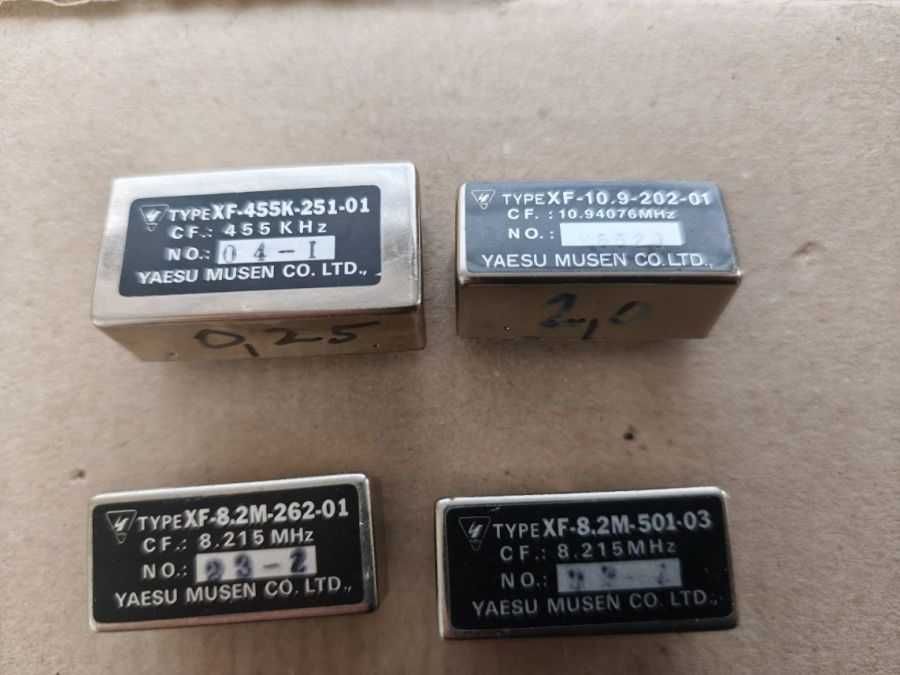 TYPE XF-455K-251-01
CF.: 455 KHz
NO.: 04-1
YAESU MUSEN CO. LTD.,
0,25
TYPE XF-10.9-202-01
CF. : 10.94076MHz
NO.:
YAESU MUSEN CO. LTD.,
2,0
TYPE XF-8.2M-262-01
CF.: 8.215MHz
NO.: 93-2
YAESU MUSEN CO. LTD.,
TYPE XF-8.2M-501-03
CF.: 8.215MHz
NO.:
YAESU MUSEN CO. LTD.,